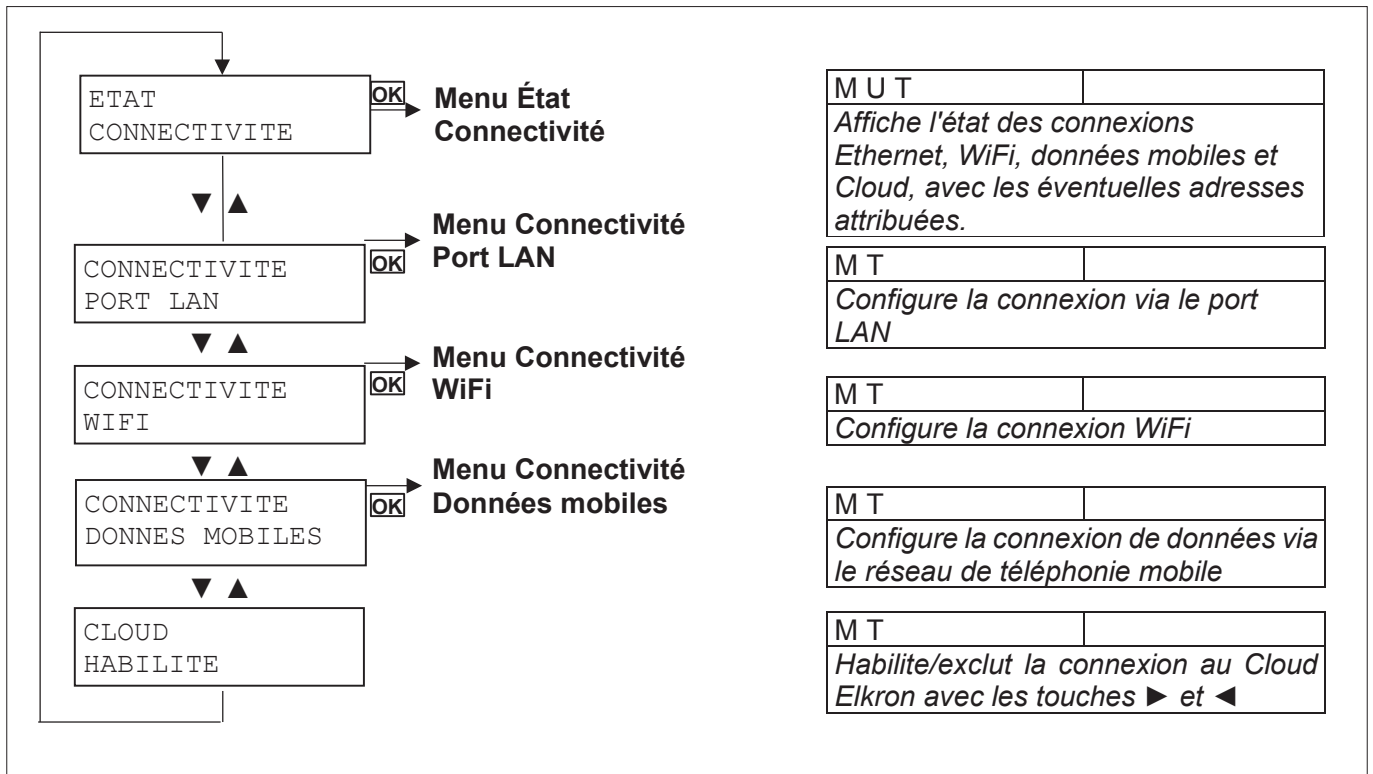 ETAT
CONNECTIVITE
OK
Menu État
Connectivité
▼ ▲
CONNECTIVITE
PORT LAN
OK
Menu Connectivité
Port LAN
▼ ▲
CONNECTIVITE
WIFI
OK
Menu Connectivité
WiFi
▼ ▲
CONNECTIVITE
DONNES MOBILES
OK
Menu Connectivité
Données mobiles
▼ ▲
CLOUD
HABILITE
M U T
Affiche l'état des connexions
Ethernet, WiFi, données mobiles et
Cloud, avec les éventuelles adresses
attribuées.
M T
Configure la connexion via le port
LAN
M T
Configure la connexion WiFi
M T
Configure la connexion de données via
le réseau de téléphonie mobile
M T
Habilite/exclut la connexion au Cloud
Elkron avec les touches ► et ◄